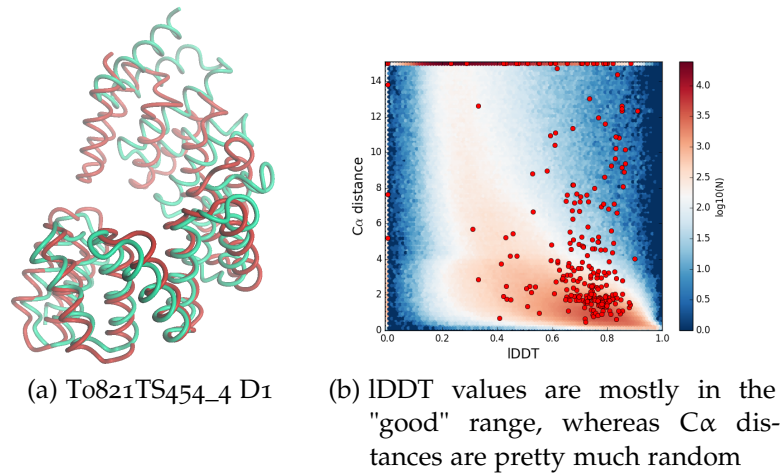 14
12
10
8
6
4
2
0
Cα distance
0.0 0.2 0.4 0.6 0.8 1.0
lDDT
4.0
3.5
3.0
2.5
2.0
1.5
1.0
0.5
0.0
log10(N)
(a) T0821TS454_4 D1
(b) lDDT values are mostly in the
"good" range, whereas Cα dis-
tances are pretty much random